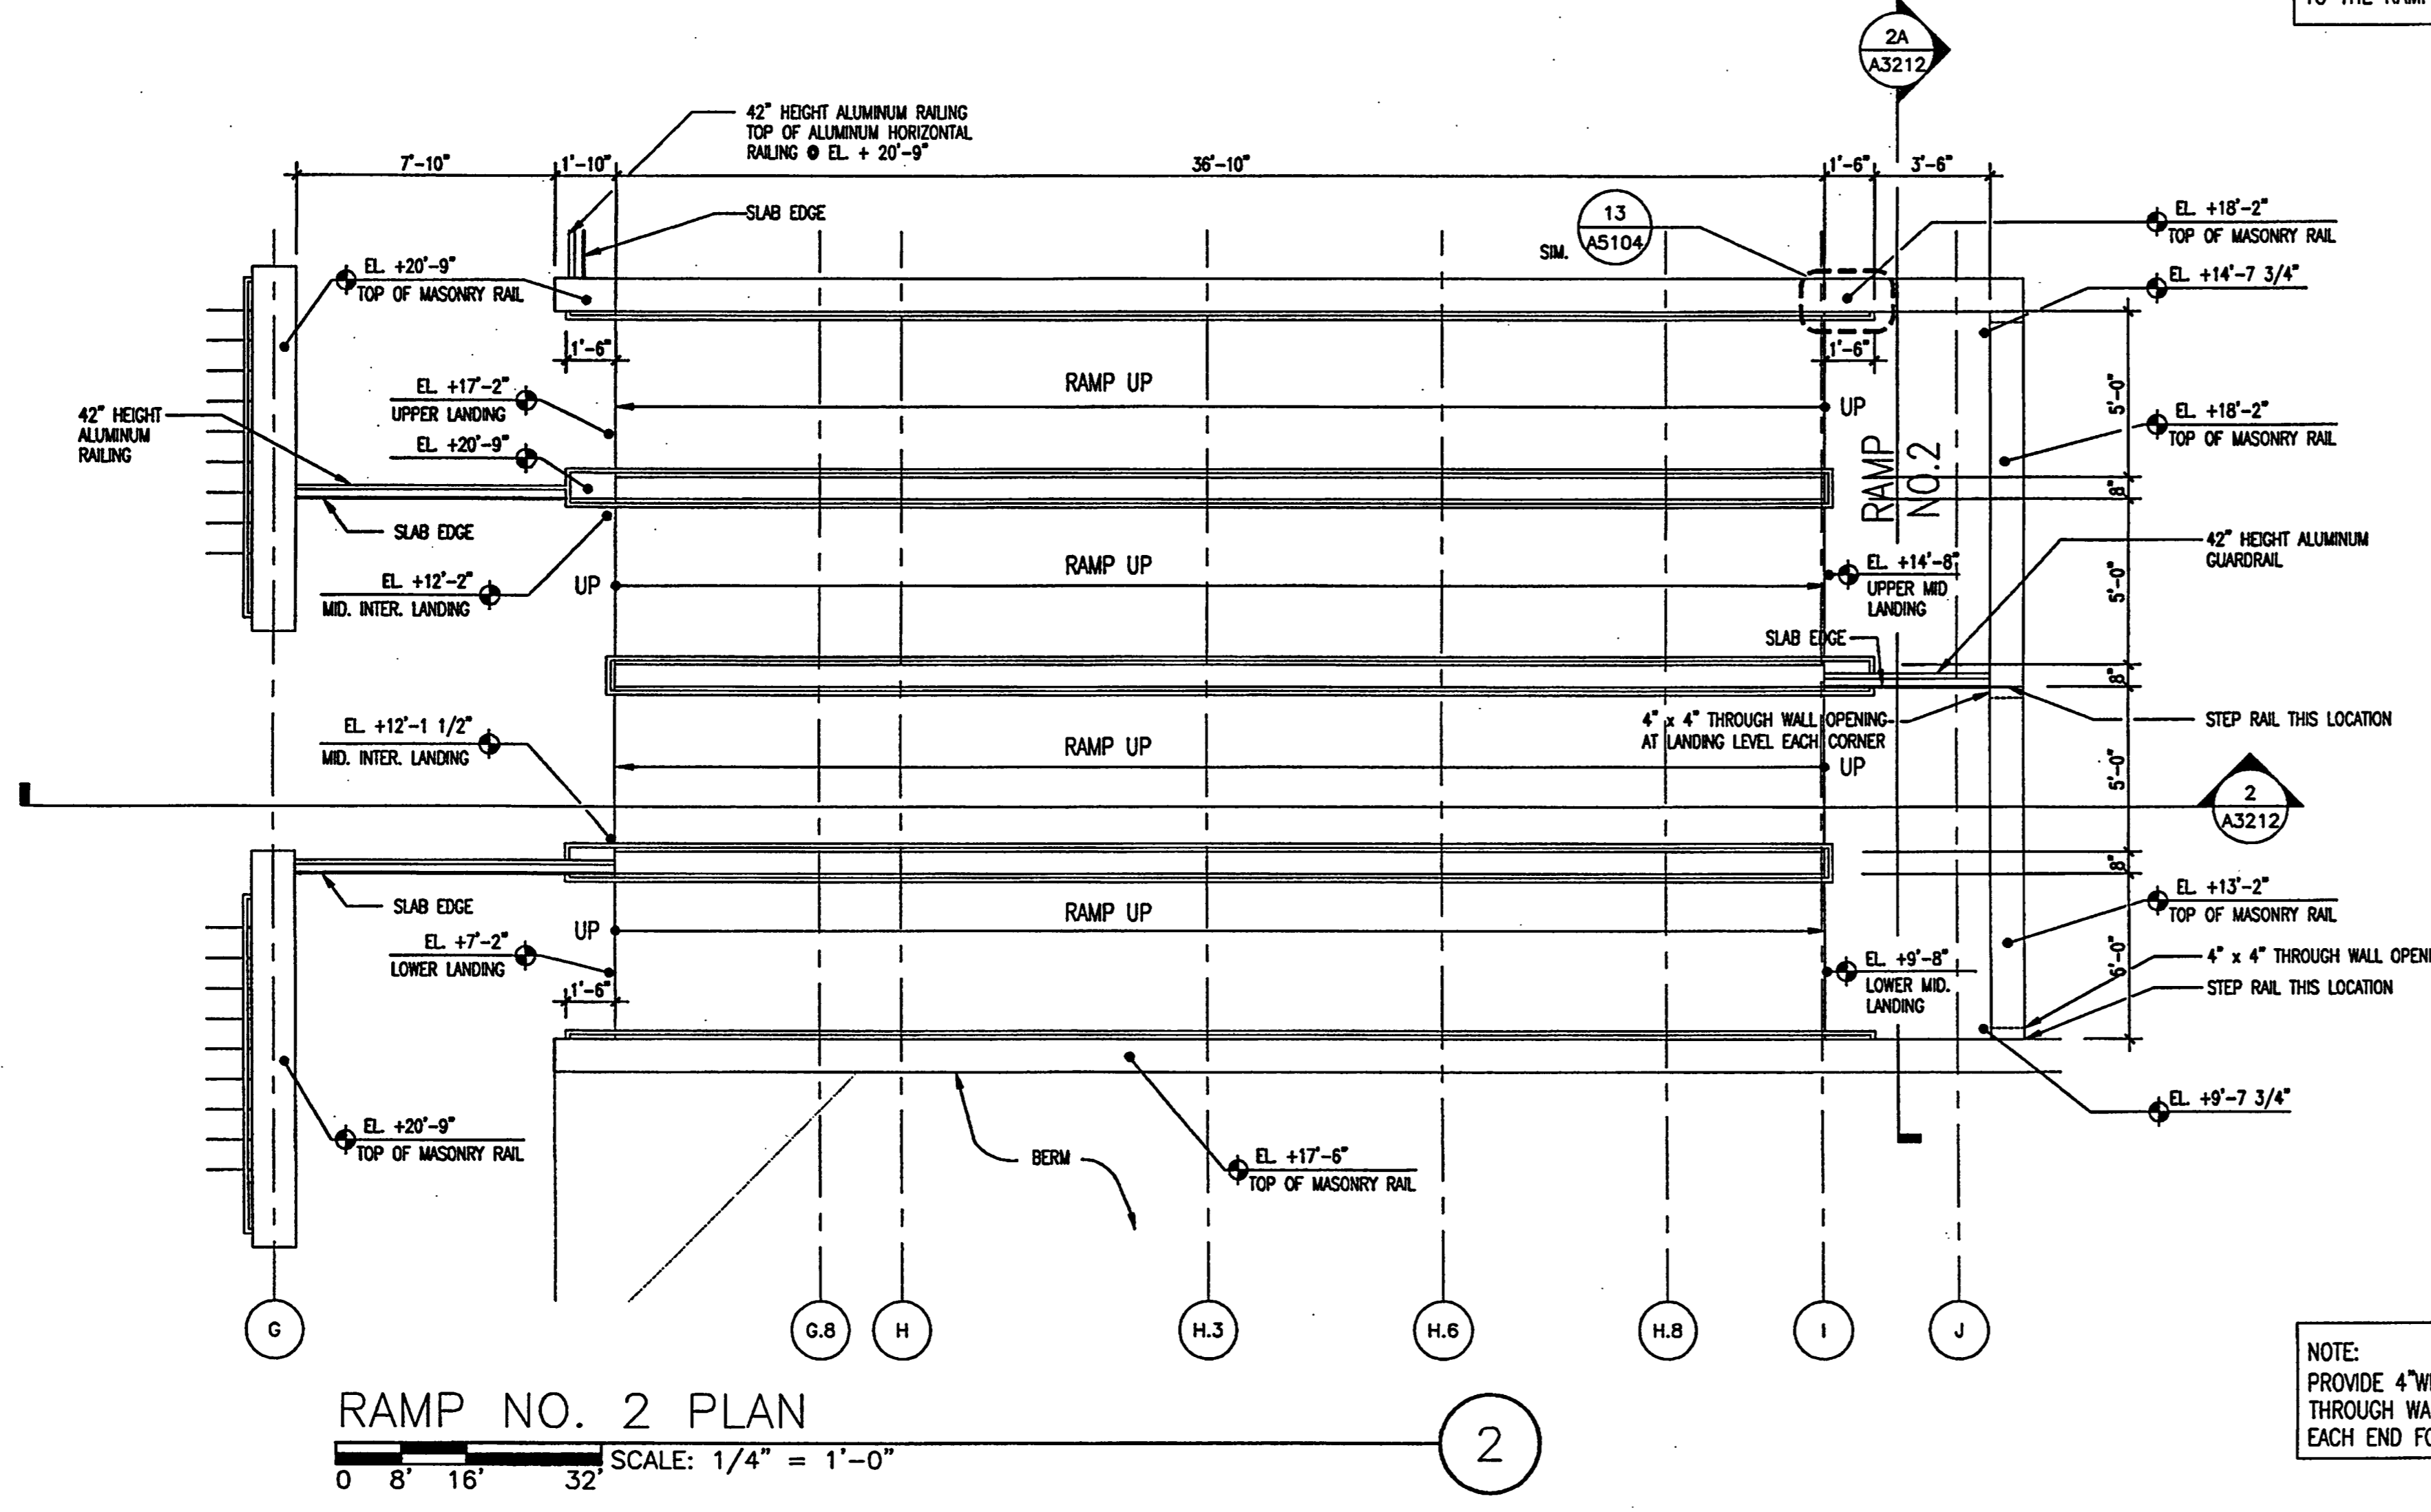 2A
A3212
42" HEIGHT ALUMINUM RAILING
TOP OF ALUMINUM HORIZONTAL
RAILING @ EL. + 20'-9"
7'-10"
1'-10"
36'-10"
1'-6"
3'-6"
SLAB EDGE
13
A5104
SIM.
EL. +18'-2"
TOP OF MASONRY RAIL
EL. +20'-9"
TOP OF MASONRY RAIL
EL. +14'-7 3/4"
1'-6"
1'-6"
EL. +17'-2"
UPPER LANDING
RAMP UP
UP
5'-0"
42" HEIGHT
ALUMINUM
RAILING
EL. +20'-9"
EL. +18'-2"
TOP OF MASONRY RAIL
RAMP
NO.2
8"
SLAB EDGE
EL. +12'-2"
MID. INTER. LANDING
UP
RAMP UP
EL. +14'-8"
UPPER MID
LANDING
5'-0"
42" HEIGHT ALUMINUM
GUARDRAIL
SLAB EDGE
8"
4" x 4" THROUGH WALL OPENING
AT LANDING LEVEL EACH CORNER
STEP RAIL THIS LOCATION
EL. +12'-1 1/2"
MID. INTER. LANDING
RAMP UP
UP
5'-0"
2
A3212
8"
SLAB EDGE
EL. +7'-2"
LOWER LANDING
UP
RAMP UP
EL. +13'-2"
TOP OF MASONRY RAIL
1'-6"
EL. +9'-8"
LOWER MID.
LANDING
6'-0"
4" x 4" THROUGH WALL OPENI
STEP RAIL THIS LOCATION
EL. +9'-7 3/4"
EL. +20'-9"
TOP OF MASONRY RAIL
BERM
EL. +17'-6"
TOP OF MASONRY RAIL
G
G.8
H
H.3
H.6
H.8
I
J
RAMP NO. 2 PLAN
2
SCALE: 1/4" = 1'-0"
0 8' 16' 32'
NOTE:
PROVIDE 4"WI
THROUGH WA
EACH END FO